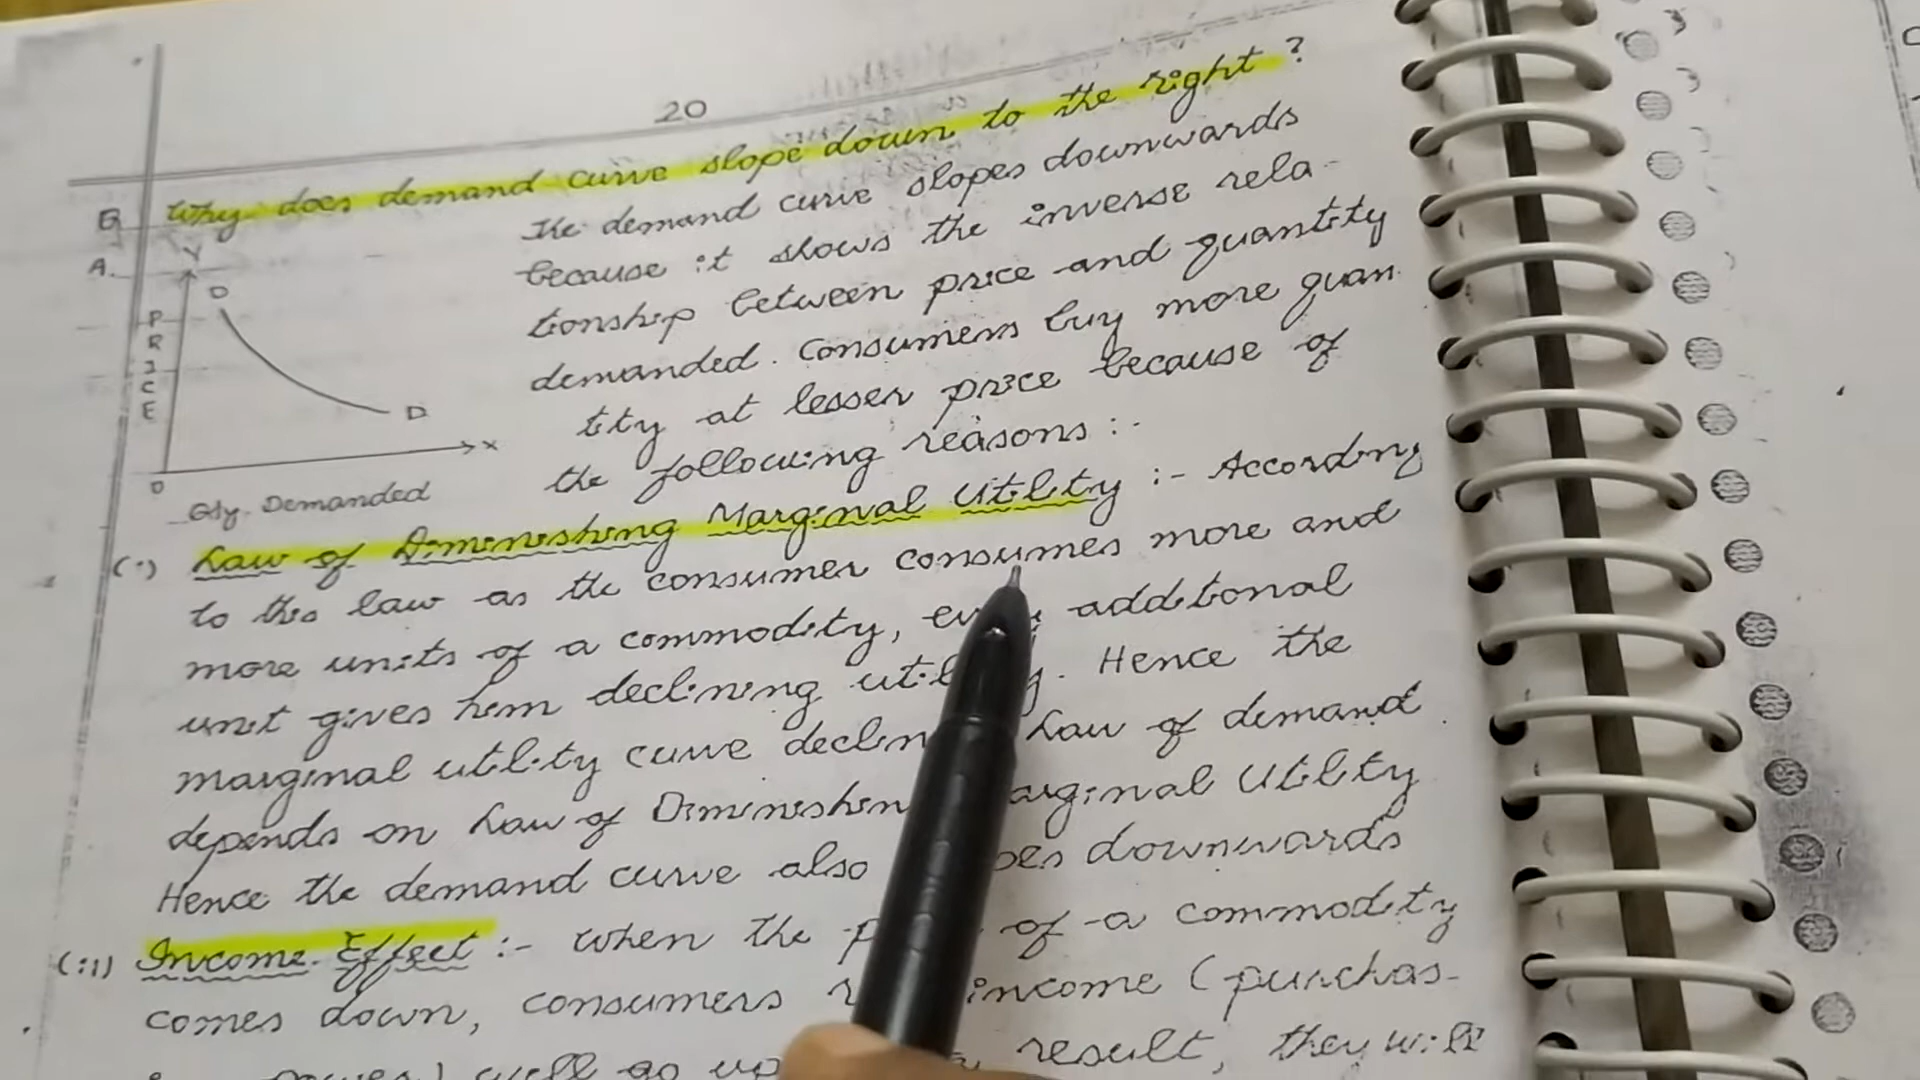 20
Why does demand curve slope down to the right?
The demand curve slopes downwards
because it shows the inverse rela-
tionship between price and quantity
demanded. Consumers buy more quan
tity at lesser price because of
the following reasons :-
Y
D
PRICE
D
X
0
Qty. Demanded
(i) Law of Diminishing Marginal Utility :- According
to this law as the consumer consumes more and
more units of a commodity, every additional
unit gives him declining utility. Hence the
marginal utility curve Law of demand
depends on Law of Marginal Utility
Hence the demand curve also downwards
(ii) Income Effect :- When the of a commodity
comes down, consumers income (purchas-
will go up result, they will